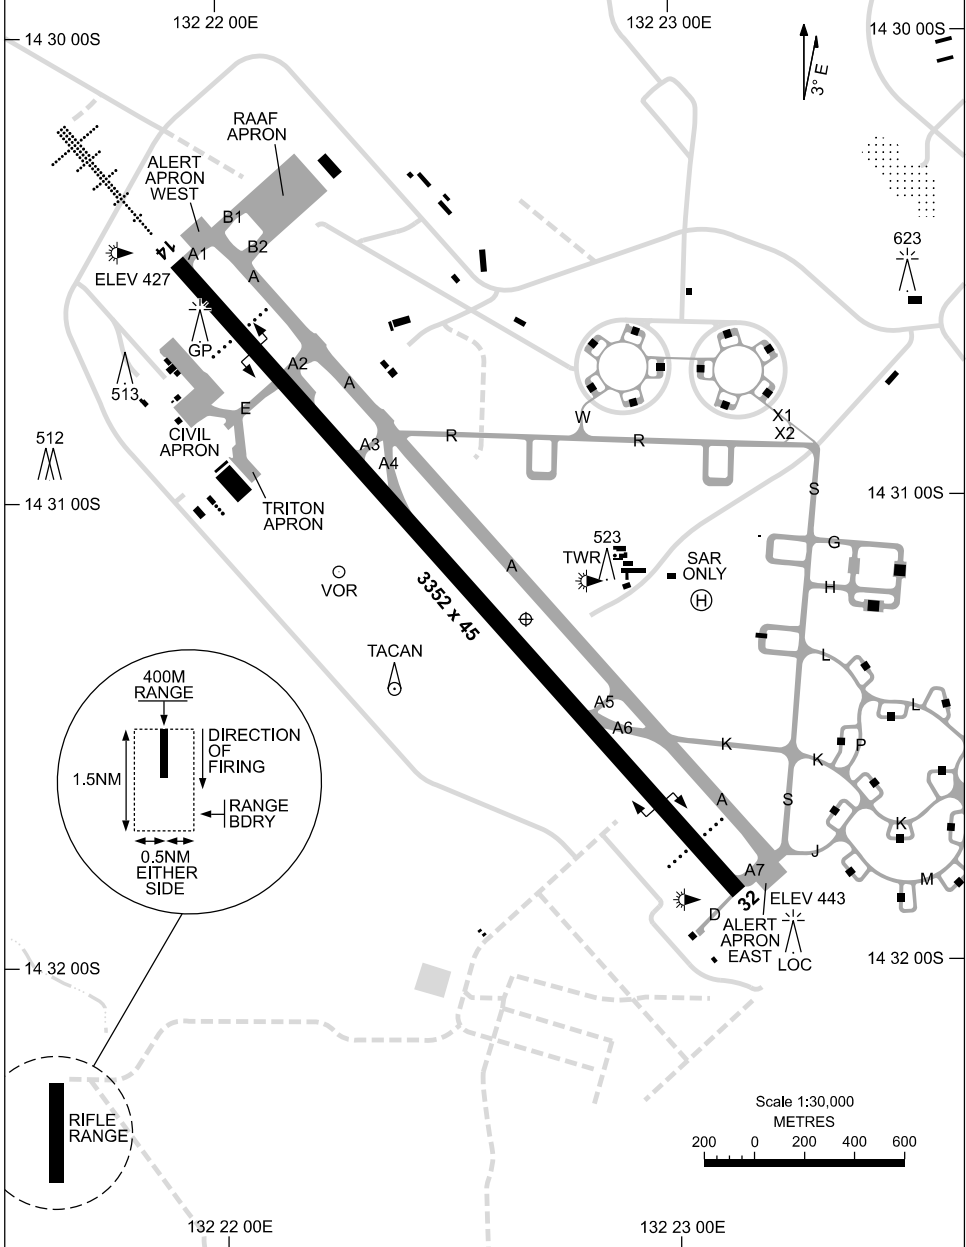 132 22 00E
132 23 00E
14 30 00S
14 30 00S
3° E
RAAF
APRON
ALERT
APRON
WEST
B1
B2
A1
A
14
ELEV 427
623
GP
513
A2
A
E
CIVIL
APRON
512
A3
A4
R
R
W
X1
X2
S
TRITON
APRON
14 31 00S
14 31 00S
G
H
523
TWR
SAR
ONLY
H
A
VOR
3352 x 45
TACAN
L
L
P
A5
A6
K
K
K
S
A
J
M
A7
32
ELEV 443
D
ALERT
APRON
EAST
LOC
400M
RANGE
DIRECTION
OF
FIRING
1.5NM
RANGE
BDRY
0.5NM
EITHER
SIDE
14 32 00S
14 32 00S
RIFLE
RANGE
Scale 1:30,000
METRES
200 0 200 400 600
132 22 00E
132 23 00E